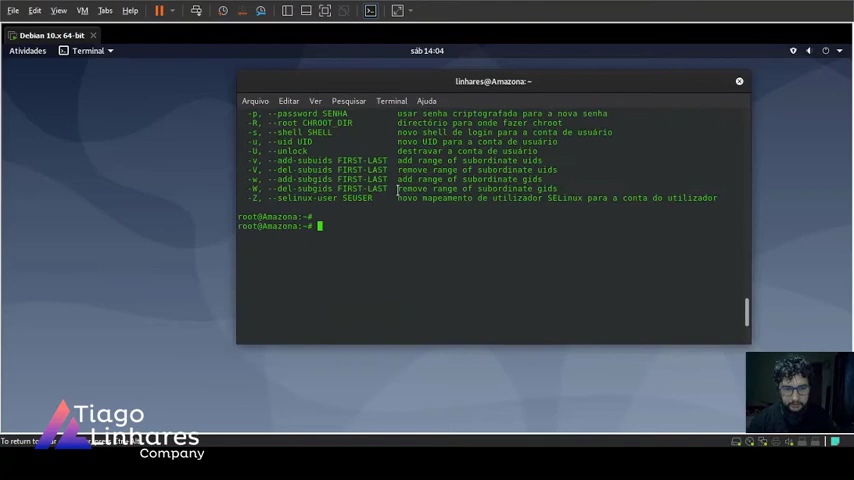 File Edit View VM Tabs Help
Debian 10.x 64-bit
Atividades Terminal sáb 14:04
linhares@Amazona: ~
Arquivo Editar Ver Pesquisar Terminal Ajuda
-p, --password SENHA usar senha criptografada para a nova senha
-R, --root CHROOT_DIR directório para onde fazer chroot
-s, --shell SHELL novo shell de login para a conta de usuário
-u, --uid UID novo UID para o conta de usuário
-U, --unlock destravar a conta de usuário
-v, --add-subuids FIRST-LAST add range of subordinate uids
-V, --del-subuids FIRST-LAST remove range of subordinate uids
-w, --add-subgids FIRST-LAST add range of subordinate gids
-W, --del-subgids FIRST-LAST remove range of subordinate gids
-Z, --selinux-user SEUSER novo mapeamento de utilizador SELinux para a conta do utilizador
root@Amazona:~#
root@Amazona:~#
Tiago
Linhares
Company
To return to
press Ctrl+Alt.